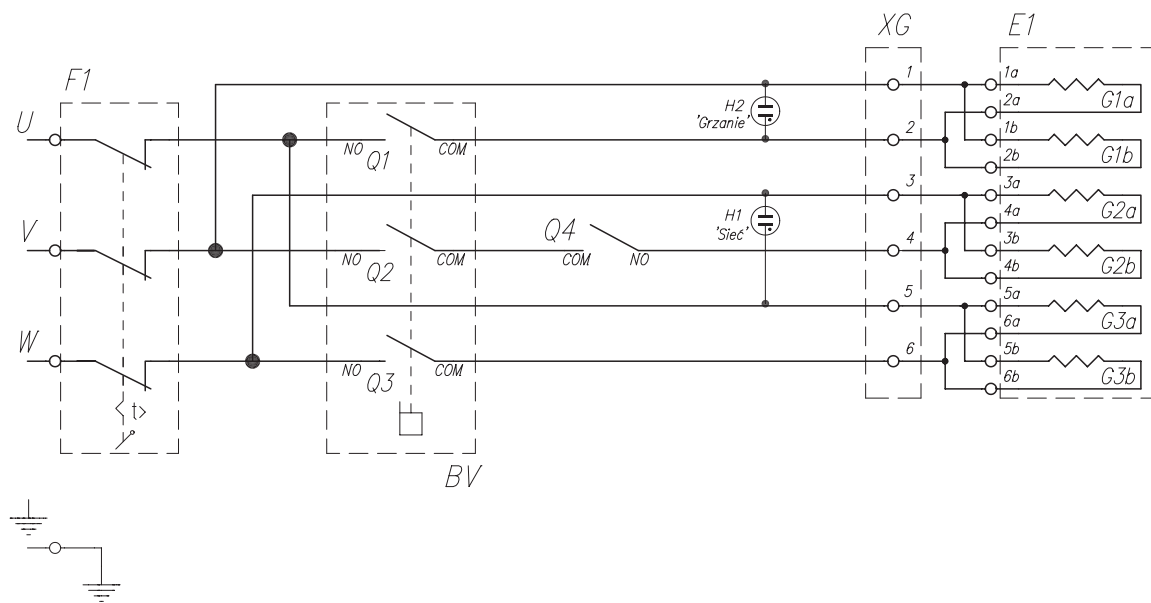 XG
E1
F1
1
1a
G1a
2a
H2
'Grzanie'
U
2
1b
G1b
NO
Q1
COM
2b
3
3a
G2a
4a
H1
'Sieć'
V
Q4
4
3b
G2b
NO
Q2
COM
COM
NO
4b
5
5a
G3a
6a
W
6
5b
G3b
NO
Q3
COM
6b
t>
BV